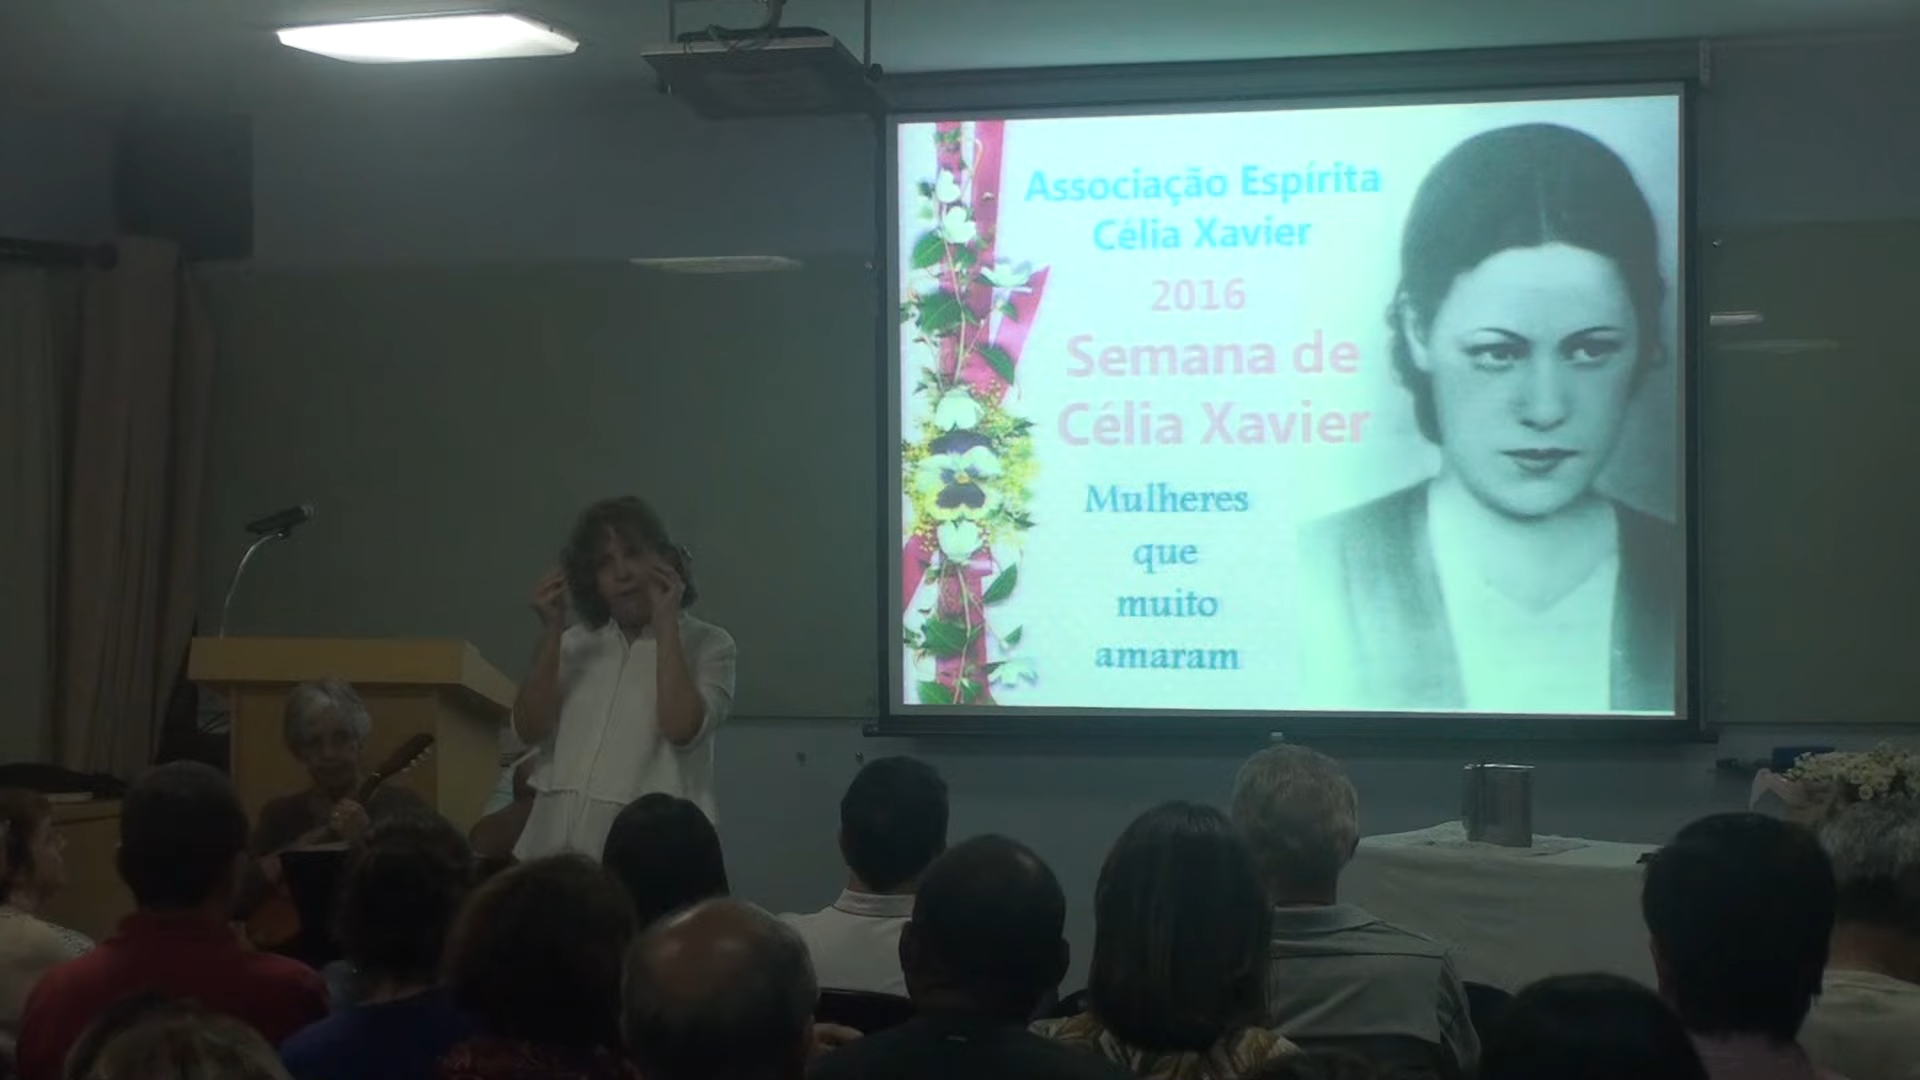 Associação Espírita
Célia Xavier
2016
Semana de
Célia Xavier
Mulheres
que
muito
amaram